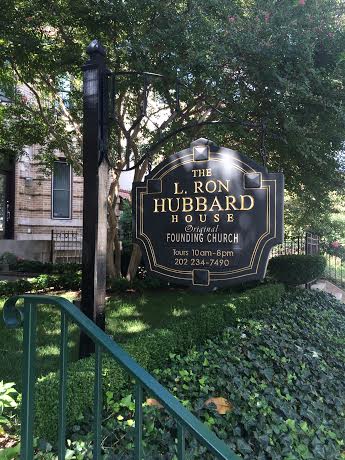 THE
L. RON
HUBBARD
HOUSE
Original
FOUNDING CHURCH
Tours 10am-8pm
202 234-7490